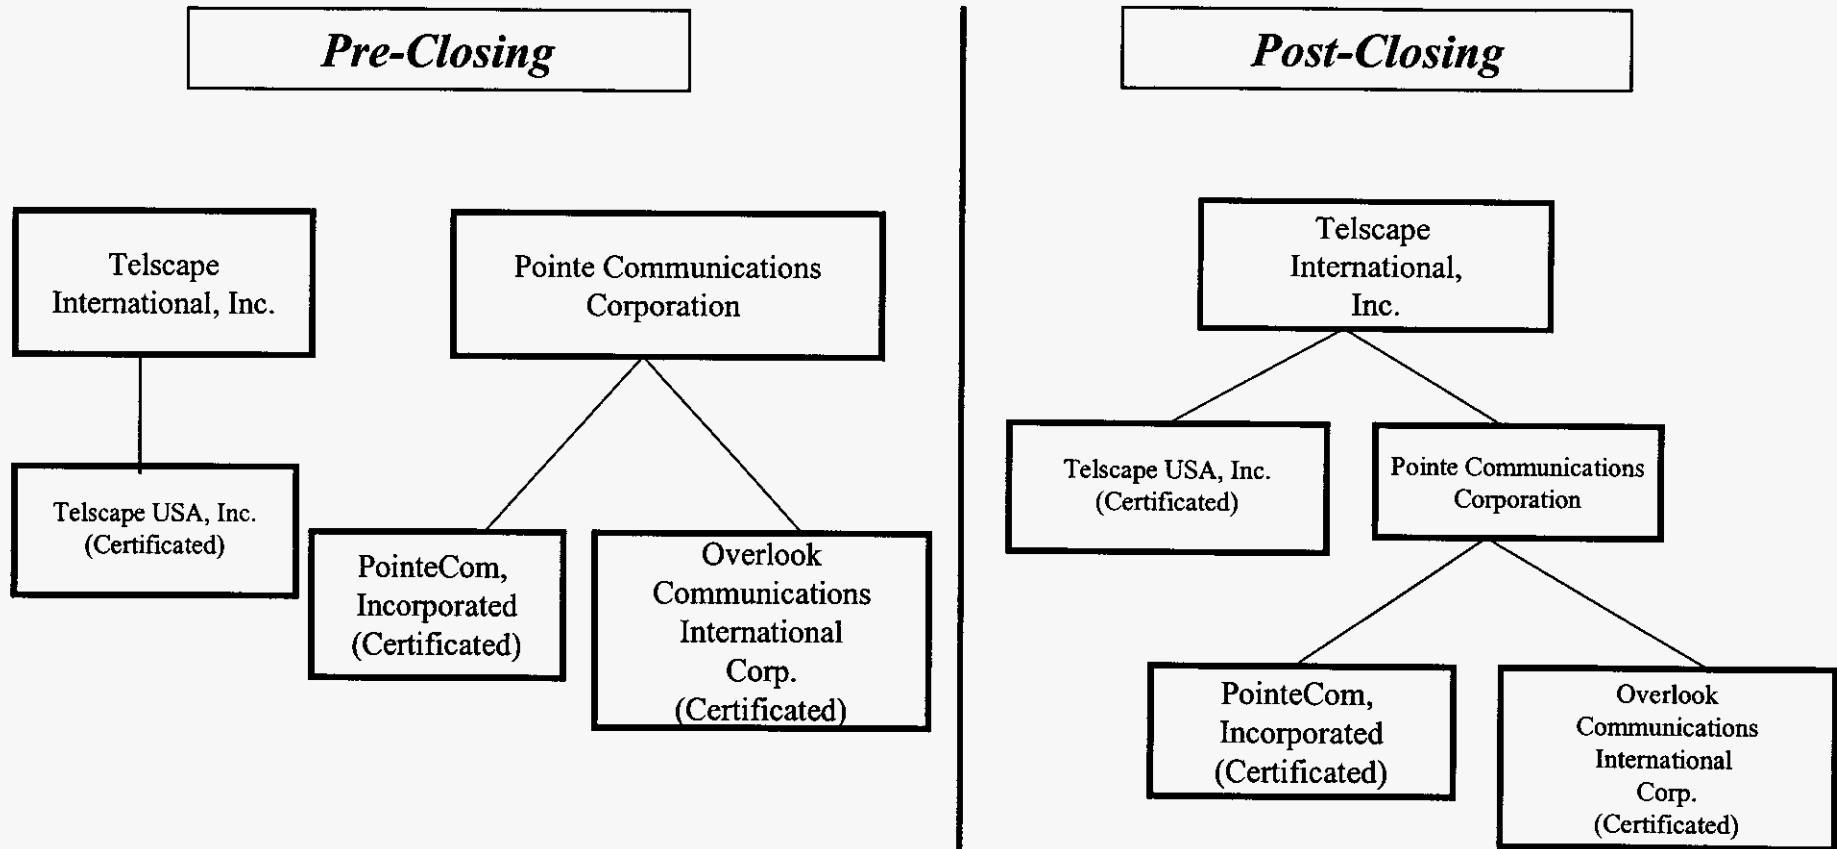 Pre-Closing
Telscape
International, Inc.
Pointe Communications
Corporation
Telscape USA, Inc.
(Certificated)
PointeCom,
Incorporated
(Certificated)
Overlook
Communications
International
Corp.
(Certificated)
Post-Closing
Telscape
International,
Inc.
Telscape USA, Inc.
(Certificated)
Pointe Communications
Corporation
PointeCom,
Incorporated
(Certificated)
Overlook
Communications
International
Corp.
(Certificated)